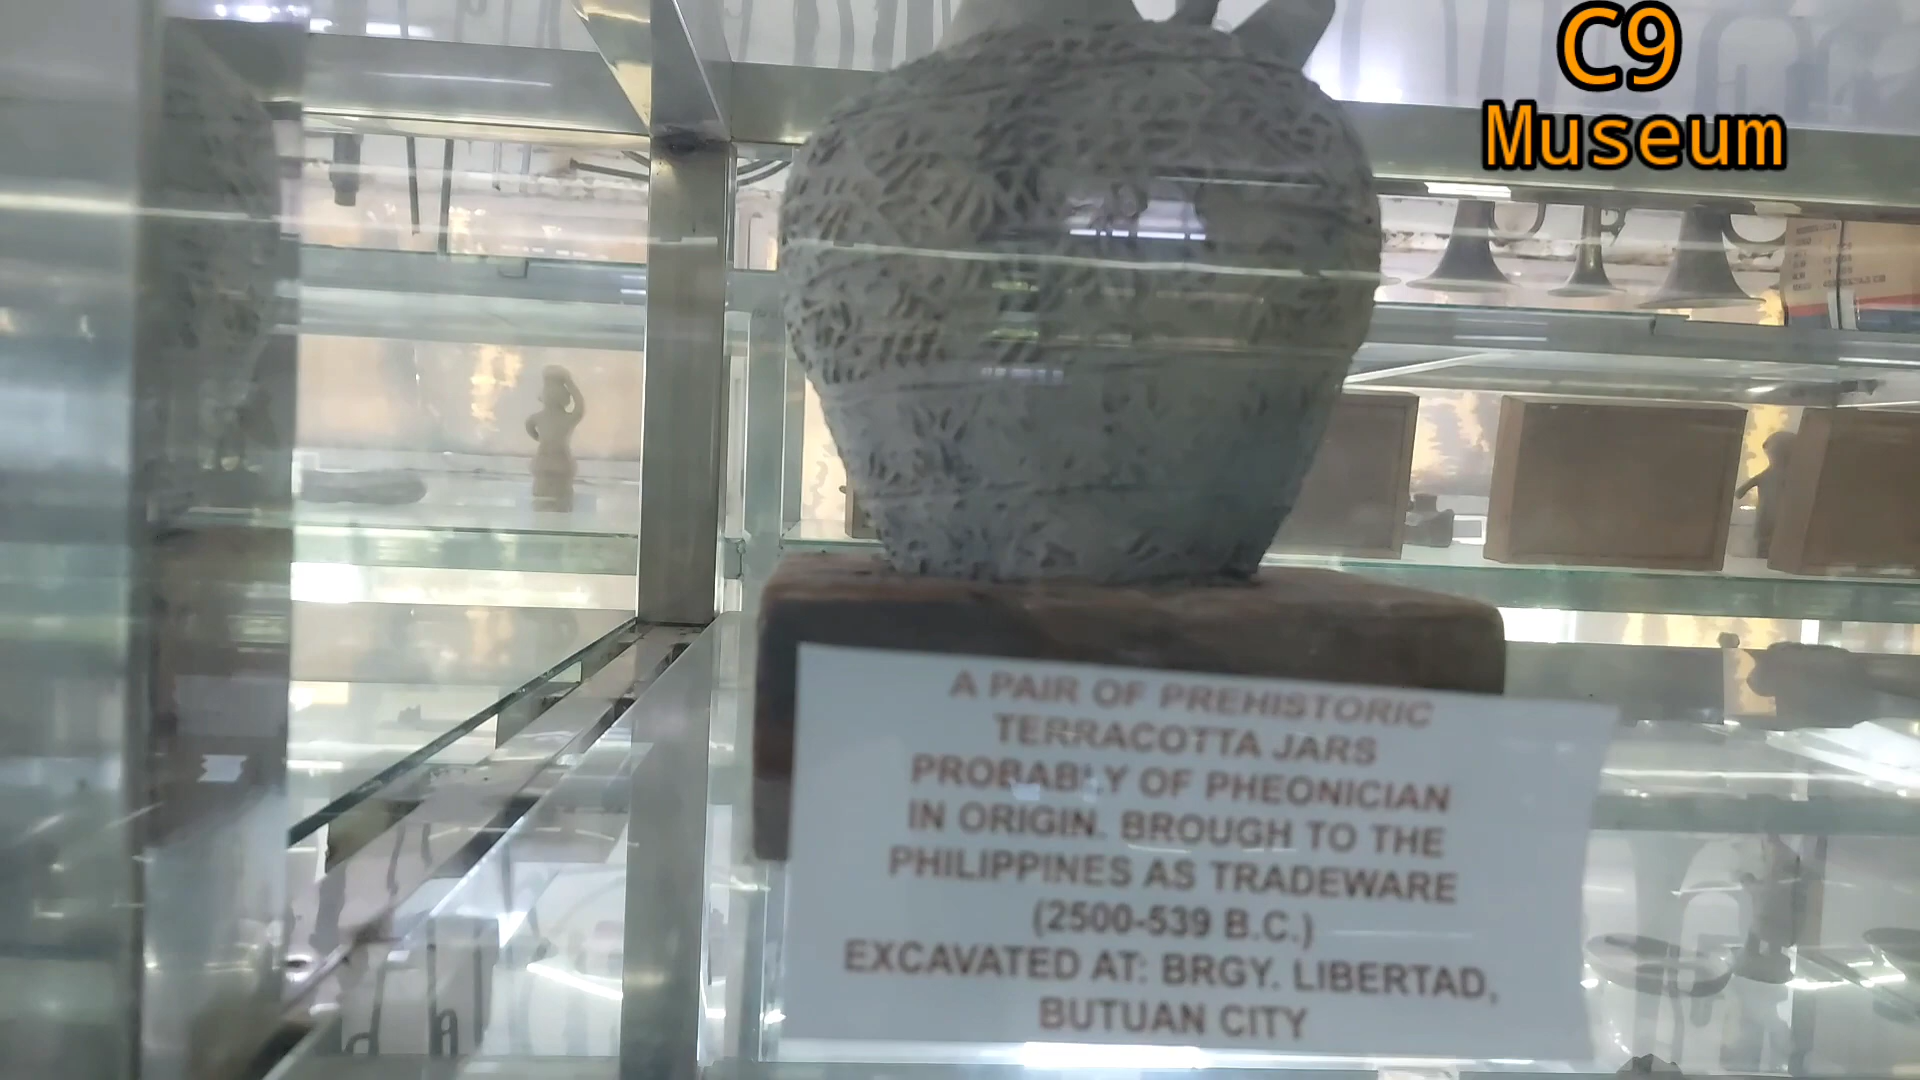 C9
Museum
A PAIR OF PREHISTORIC
TERRACOTTA JARS
PROBABLY OF PHEONICIAN
IN ORIGIN. BROUGH TO THE
PHILIPPINES AS TRADEWARE
(2500-539 B.C.)
EXCAVATED AT: BRGY. LIBERTAD,
BUTUAN CITY